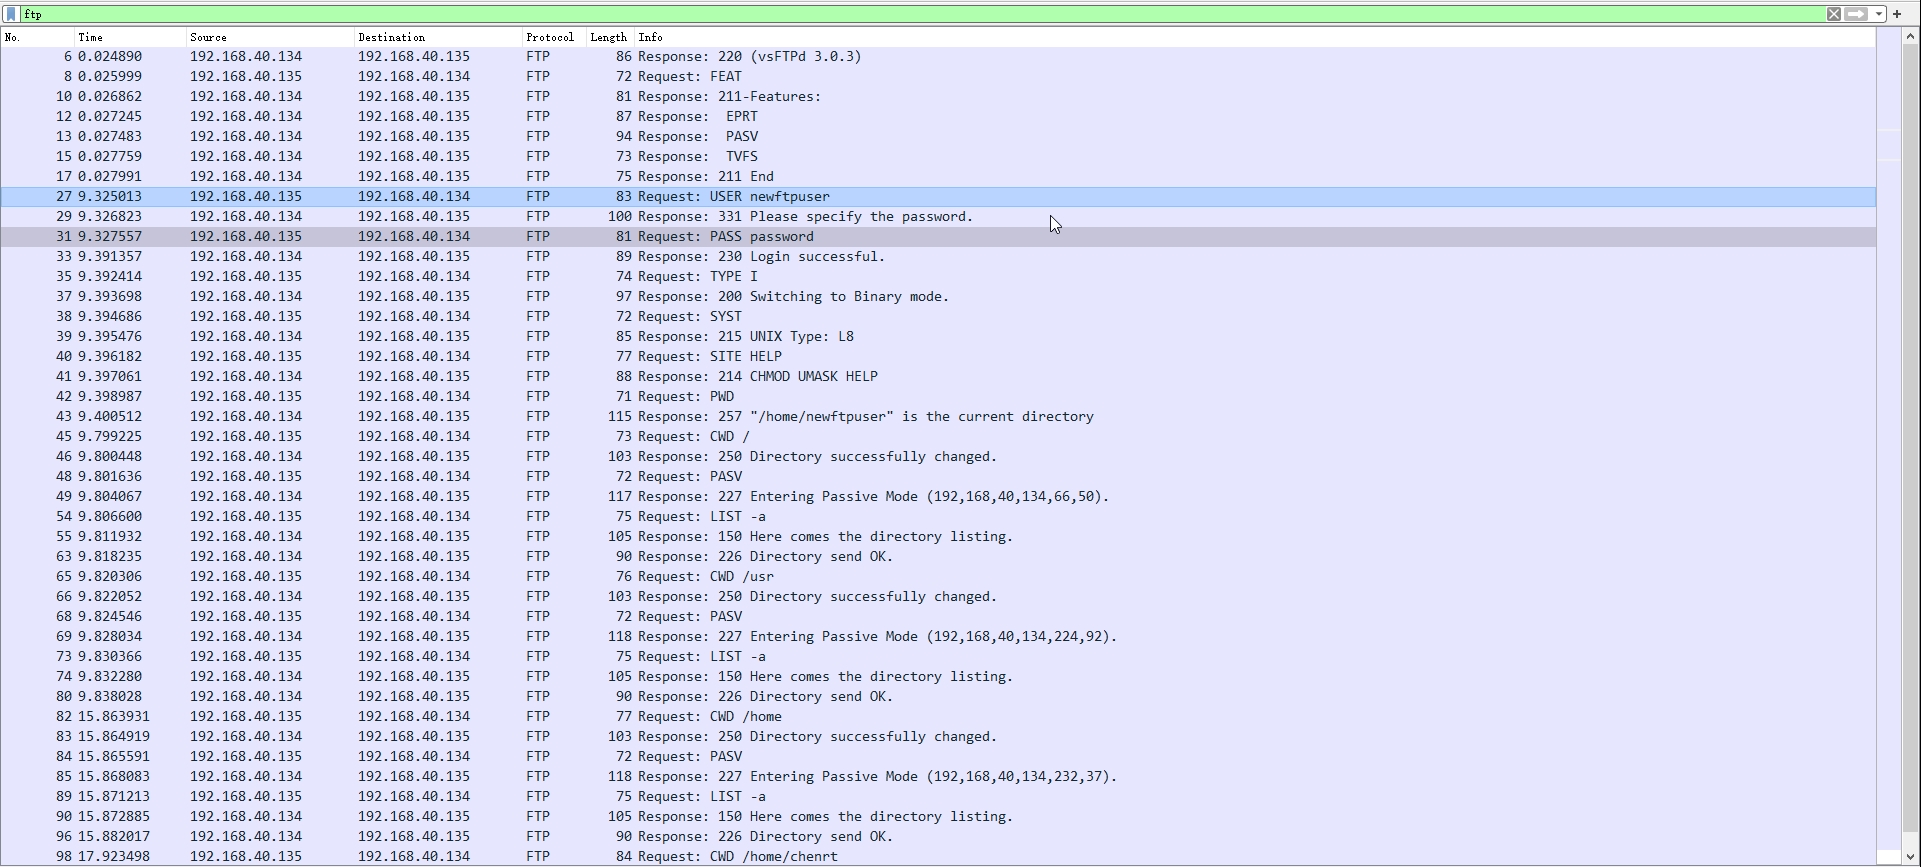 ftp
No. Time Source Destination Protocol Length Info
6 0.024890 192.168.40.134 192.168.40.135 FTP 86 Response: 220 (vsFTPd 3.0.3)
8 0.025999 192.168.40.135 192.168.40.134 FTP 72 Request: FEAT
10 0.026862 192.168.40.134 192.168.40.135 FTP 81 Response: 211-Features:
12 0.027245 192.168.40.134 192.168.40.135 FTP 87 Response: EPRT
13 0.027483 192.168.40.134 192.168.40.135 FTP 94 Response: PASV
15 0.027759 192.168.40.134 192.168.40.135 FTP 73 Response: TVFS
17 0.027991 192.168.40.134 192.168.40.135 FTP 75 Response: 211 End
27 9.325013 192.168.40.135 192.168.40.134 FTP 83 Request: USER newftpuser
29 9.326823 192.168.40.134 192.168.40.135 FTP 100 Response: 331 Please specify the password.
31 9.327557 192.168.40.135 192.168.40.134 FTP 81 Request: PASS password
33 9.391357 192.168.40.134 192.168.40.135 FTP 89 Response: 230 Login successful.
35 9.392414 192.168.40.135 192.168.40.134 FTP 74 Request: TYPE I
37 9.393698 192.168.40.134 192.168.40.135 FTP 97 Response: 200 Switching to Binary mode.
38 9.394686 192.168.40.135 192.168.40.134 FTP 72 Request: SYST
39 9.395476 192.168.40.134 192.168.40.135 FTP 85 Response: 215 UNIX Type: L8
40 9.396182 192.168.40.135 192.168.40.134 FTP 77 Request: SITE HELP
41 9.397061 192.168.40.134 192.168.40.135 FTP 88 Response: 214 CHMOD UMASK HELP
42 9.398987 192.168.40.135 192.168.40.134 FTP 71 Request: PWD
43 9.400512 192.168.40.134 192.168.40.135 FTP 115 Response: 257 "/home/newftpuser" is the current directory
45 9.799225 192.168.40.135 192.168.40.134 FTP 73 Request: CWD /
46 9.800448 192.168.40.134 192.168.40.135 FTP 103 Response: 250 Directory successfully changed.
48 9.801636 192.168.40.135 192.168.40.134 FTP 72 Request: PASV
49 9.804067 192.168.40.134 192.168.40.135 FTP 117 Response: 227 Entering Passive Mode (192,168,40,134,66,50).
54 9.806600 192.168.40.135 192.168.40.134 FTP 75 Request: LIST -a
55 9.811932 192.168.40.134 192.168.40.135 FTP 105 Response: 150 Here comes the directory listing.
63 9.818235 192.168.40.134 192.168.40.135 FTP 90 Response: 226 Directory send OK.
65 9.820306 192.168.40.135 192.168.40.134 FTP 76 Request: CWD /usr
66 9.822052 192.168.40.134 192.168.40.135 FTP 103 Response: 250 Directory successfully changed.
68 9.824546 192.168.40.135 192.168.40.134 FTP 72 Request: PASV
69 9.828034 192.168.40.134 192.168.40.135 FTP 118 Response: 227 Entering Passive Mode (192,168,40,134,224,92).
73 9.830366 192.168.40.135 192.168.40.134 FTP 75 Request: LIST -a
74 9.832280 192.168.40.134 192.168.40.135 FTP 105 Response: 150 Here comes the directory listing.
80 9.838028 192.168.40.134 192.168.40.135 FTP 90 Response: 226 Directory send OK.
82 15.863931 192.168.40.135 192.168.40.134 FTP 77 Request: CWD /home
83 15.864919 192.168.40.134 192.168.40.135 FTP 103 Response: 250 Directory successfully changed.
84 15.865591 192.168.40.135 192.168.40.134 FTP 72 Request: PASV
85 15.868083 192.168.40.134 192.168.40.135 FTP 118 Response: 227 Entering Passive Mode (192,168,40,134,232,37).
89 15.871213 192.168.40.135 192.168.40.134 FTP 75 Request: LIST -a
90 15.872885 192.168.40.134 192.168.40.135 FTP 105 Response: 150 Here comes the directory listing.
96 15.882017 192.168.40.134 192.168.40.135 FTP 90 Response: 226 Directory send OK.
98 17.923498 192.168.40.135 192.168.40.134 FTP 84 Request: CWD /home/chenrt